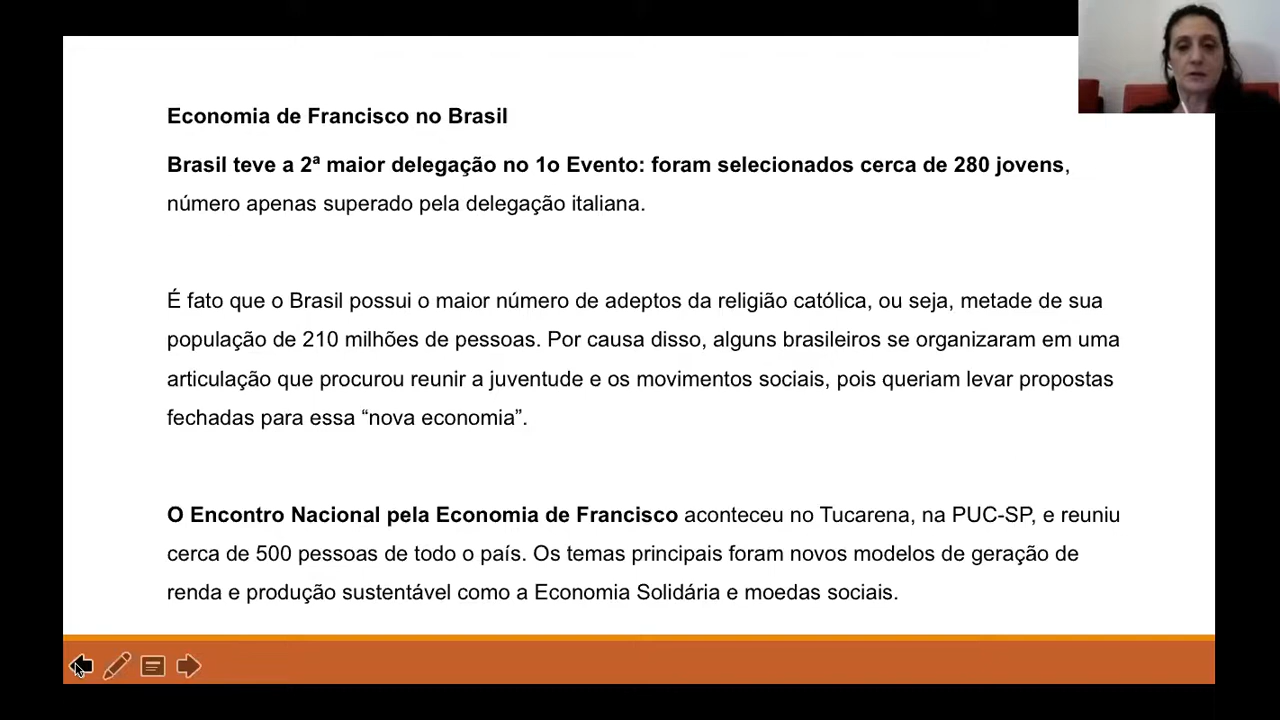 Economia de Francisco no Brasil
Brasil teve a 2ª maior delegação no 1o Evento: foram selecionados cerca de 280 jovens,
número apenas superado pela delegação italiana.
É fato que o Brasil possui o maior número de adeptos da religião católica, ou seja, metade de sua
população de 210 milhões de pessoas. Por causa disso, alguns brasileiros se organizaram em uma
articulação que procurou reunir a juventude e os movimentos sociais, pois queriam levar propostas
fechadas para essa “nova economia”.
O Encontro Nacional pela Economia de Francisco aconteceu no Tucarena, na PUC-SP, e reuniu
cerca de 500 pessoas de todo o país. Os temas principais foram novos modelos de geração de
renda e produção sustentável como a Economia Solidária e moedas sociais.